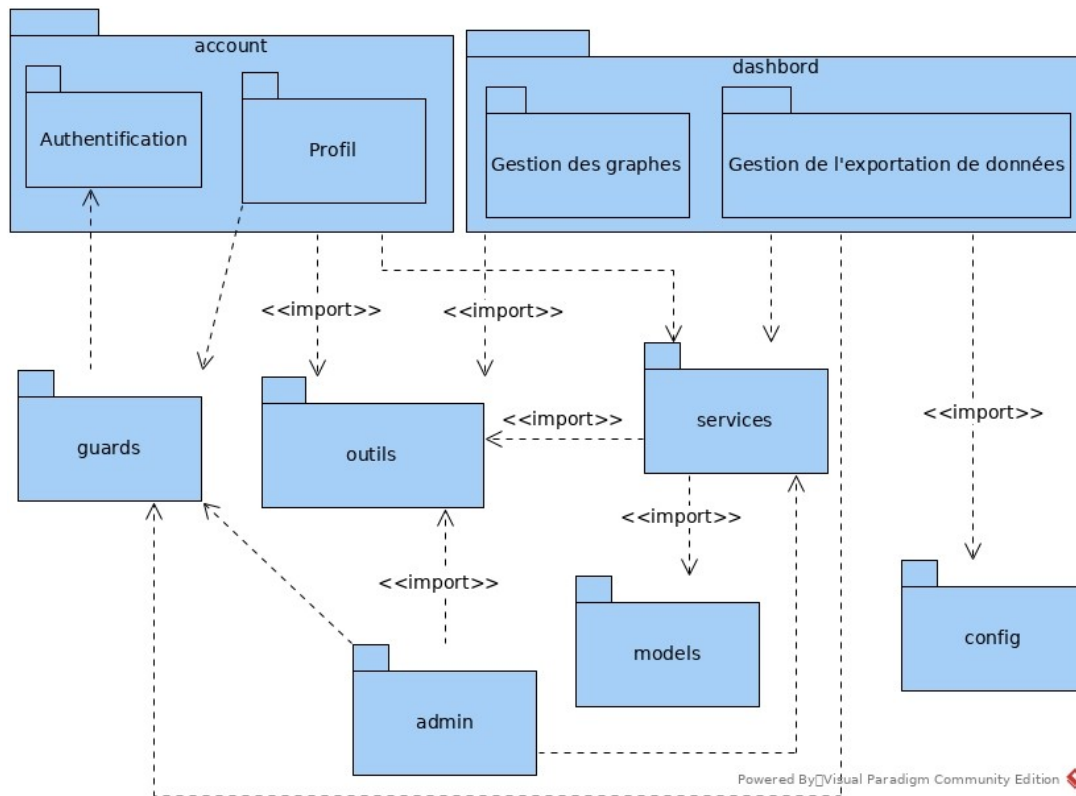 account
dashbord
Authentification
Profil
Gestion des graphes
Gestion de l'exportation de données
<<import>>
<<import>>
<<import>>
<<import>>
services
guards
outils
<<import>>
<<import>>
models
config
admin
Powered By Visual Paradigm Community Edition